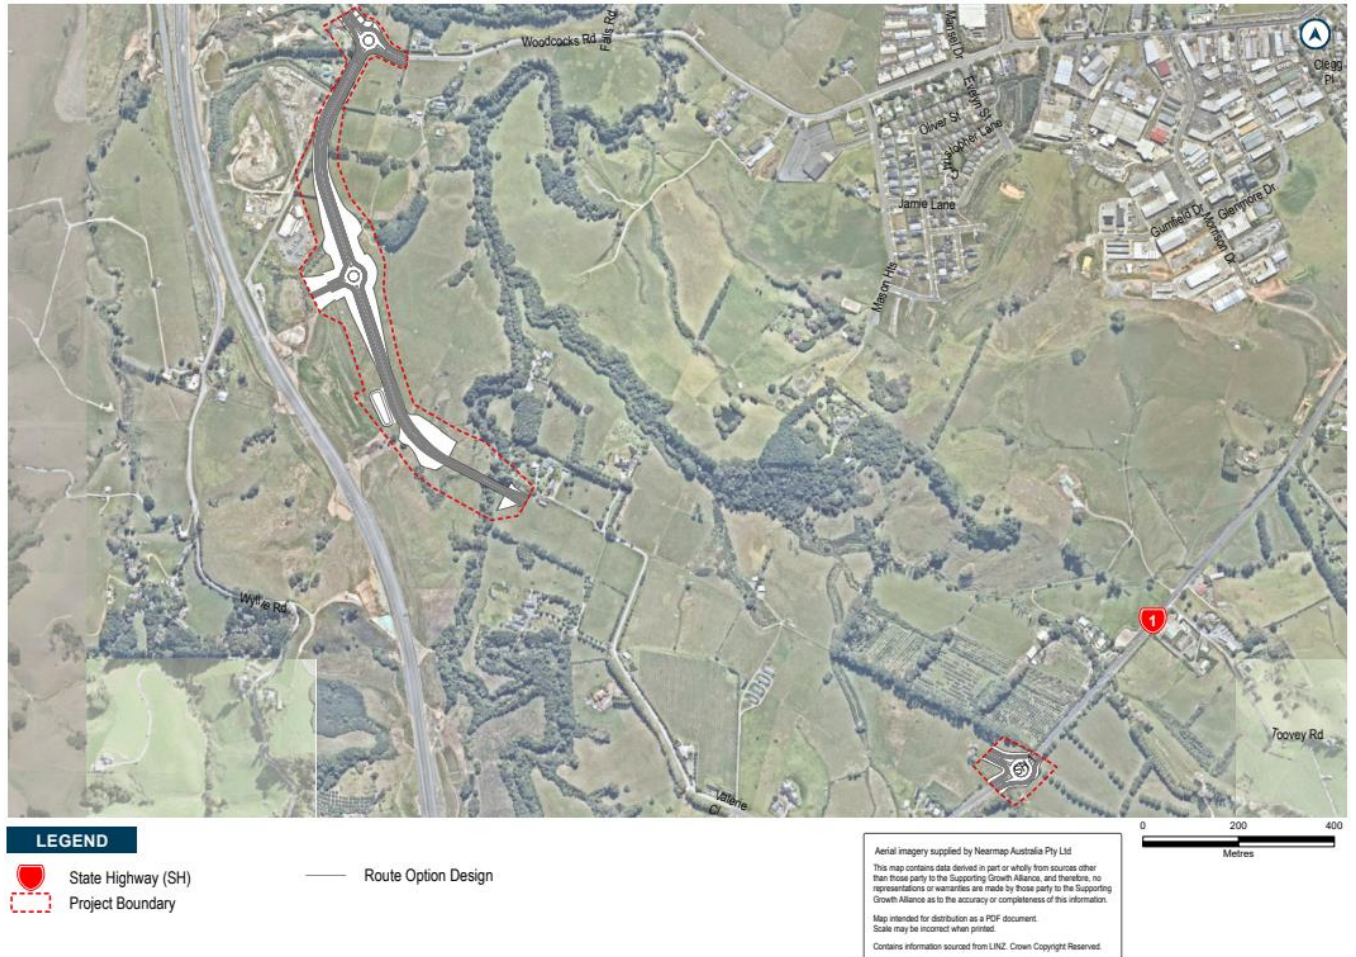 Woodcocks Rd
Falls Rd
Mansel Dr
Clegg
Pl
Evelyn St
Oliver St
Christopher Lane
Jamie Lane
Gumfield Dr
Glenmore Dr
Morrison Dr
Mason Hts
Wyllie Rd
1
Toovey Rd
Valerie
Cl
LEGEND
State Highway (SH)
Project Boundary
Route Option Design
Aerial imagery supplied by Nearmap Australia Pty Ltd
This map contains data derived in part or wholly from sources other
than those party to the Supporting Growth Alliance, and therefore, no
representations or warranties are made by those party to the Supporting
Growth Alliance as to the accuracy or completeness of this information.
Map intended for distribution as a PDF document.
Scale may be incorrect when printed.
Contains information sourced from LINZ. Crown Copyright Reserved.
0 200 400
Metres